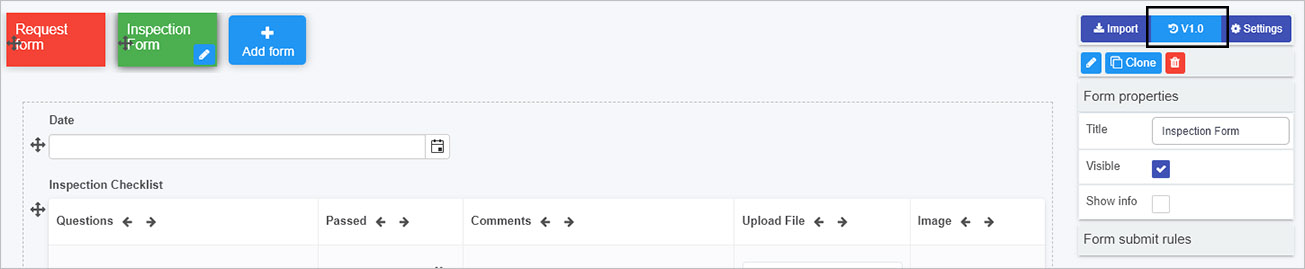 Request
form
Inspection
Form
Add form
Import
V1.0
Settings
Clone
Form properties
Title
Inspection Form
Visible
Show info
Form submit rules
Date
Inspection Checklist
Questions
Passed
Comments
Upload File
Image